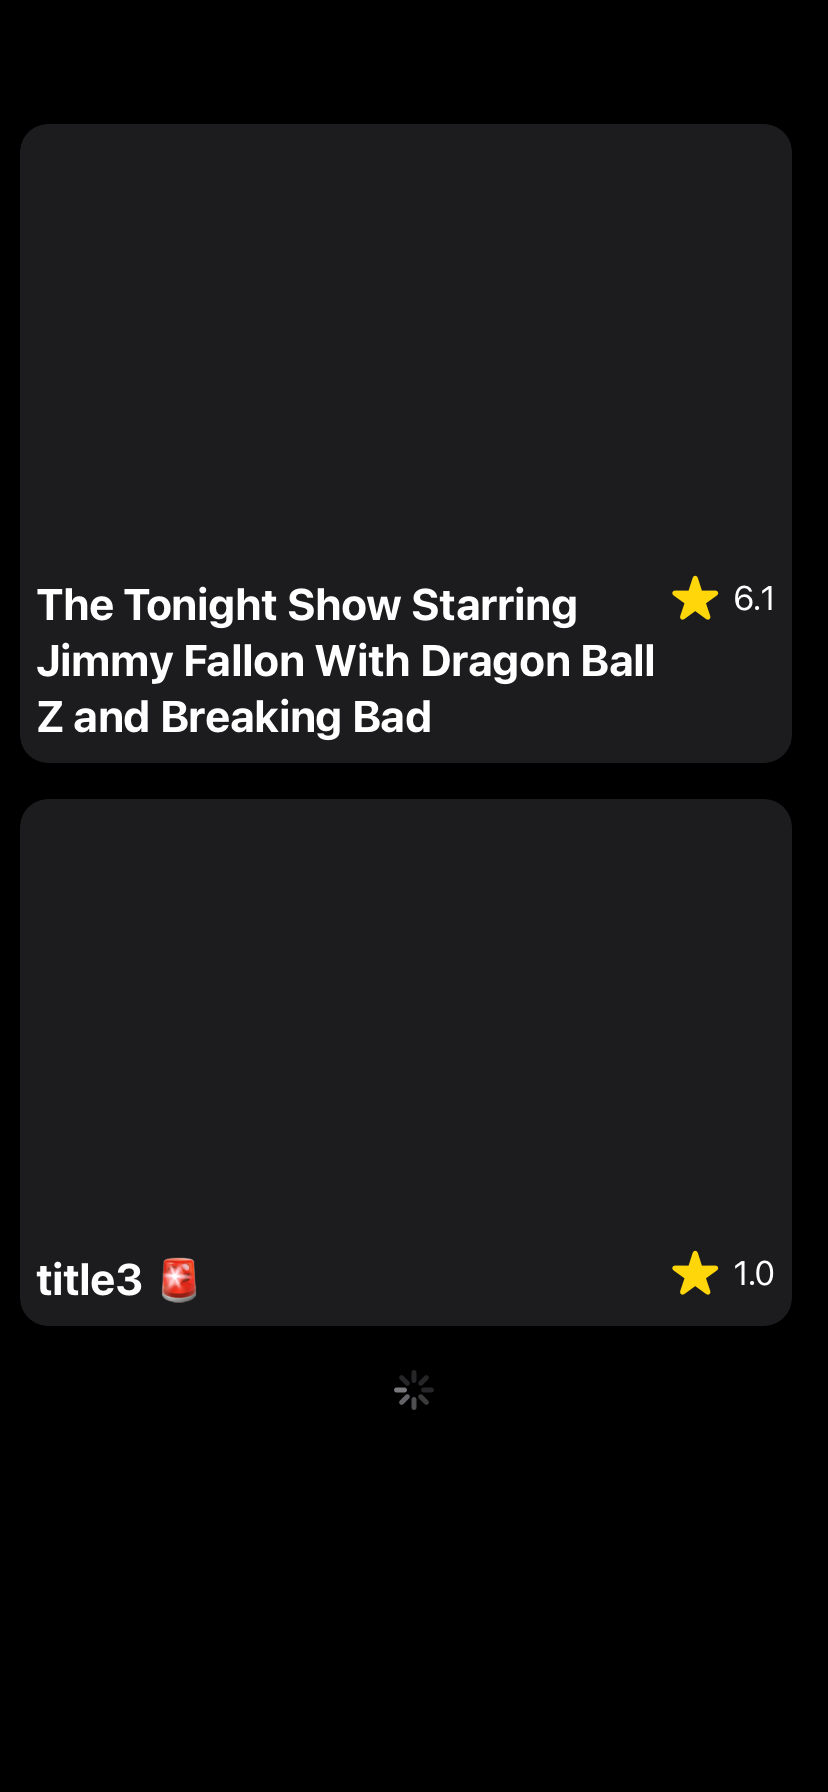 The Tonight Show Starring
Jimmy Fallon With Dragon Ball
Z and Breaking Bad
6.1
title3 🚨
1.0